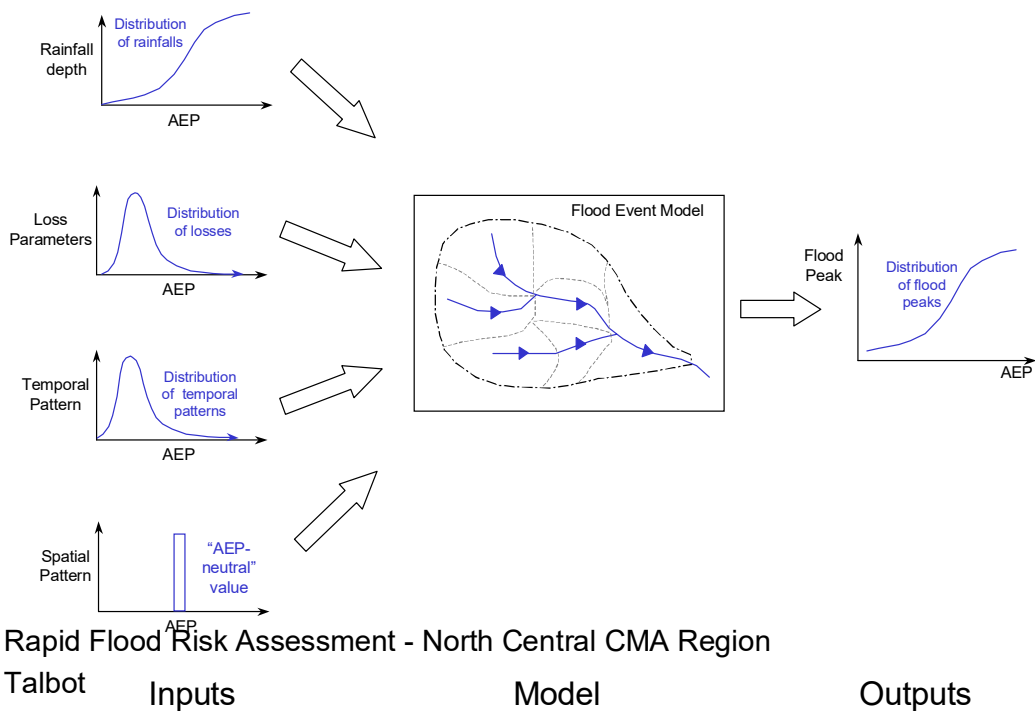 Distribution
of rainfalls
Rainfall
depth
AEP
Loss
Parameters
Distribution
of losses
AEP
Temporal
Pattern
Distribution
of temporal
patterns
AEP
Spatial
Pattern
“AEP-
neutral”
value
AEP
Flood Event Model
Flood
Peak
Distribution
of flood
peaks
AEP
Rapid Flood Risk Assessment - North Central CMA Region
Talbot
Inputs
Model
Outputs